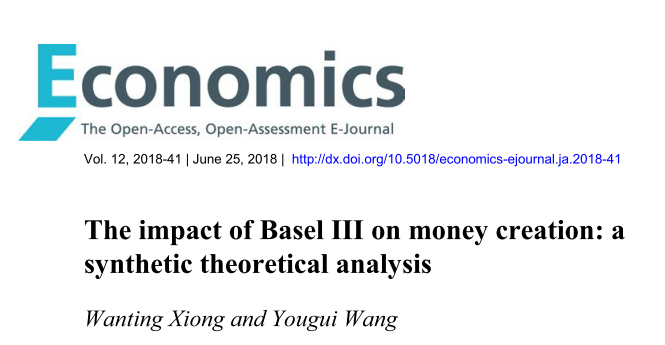 Economics
The Open-Access, Open-Assessment E-Journal
Vol. 12, 2018-41 | June 25, 2018 | http://dx.doi.org/10.5018/economics-ejournal.ja.2018-41
The impact of Basel III on money creation: a
synthetic theoretical analysis
Wanting Xiong and Yougui Wang